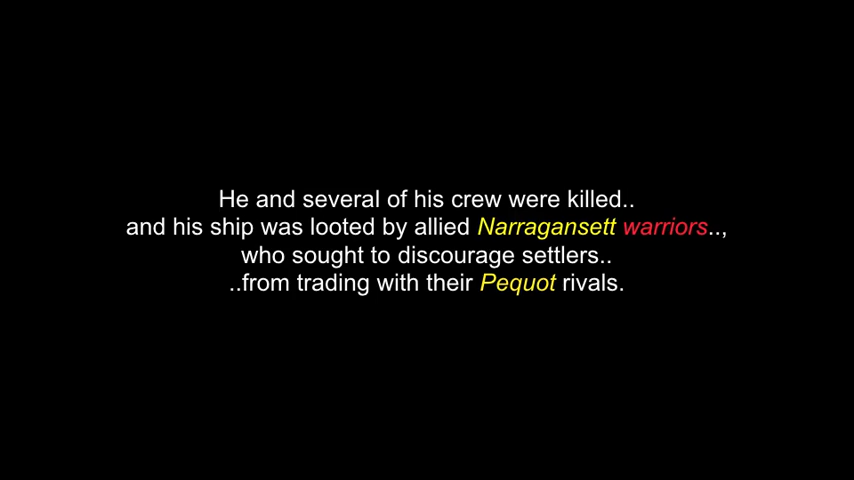 He and several of his crew were killed..
and his ship was looted by allied Narragansett warriors..,
who sought to discourage settlers..
..from trading with their Pequot rivals.